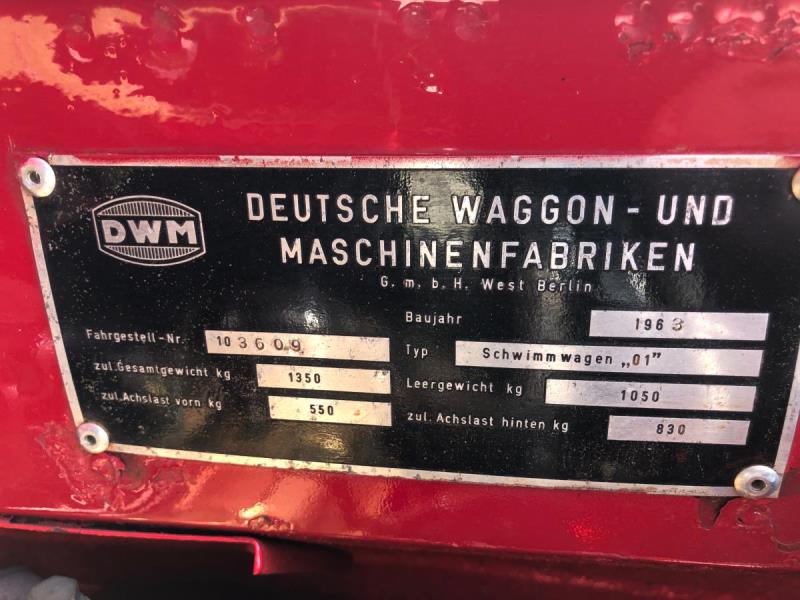 DWM
DEUTSCHE WAGGON - UND
MASCHINENFABRIKEN
G. m. b. H. West Berlin
Baujahr 1963
Fahrgestell-Nr. 103609
Typ Schwimmwagen „01"
zul. Gesamtgewicht kg 1350
Leergewicht kg 1050
zul. Achslast vorn kg 550
zul. Achslast hinten kg 830